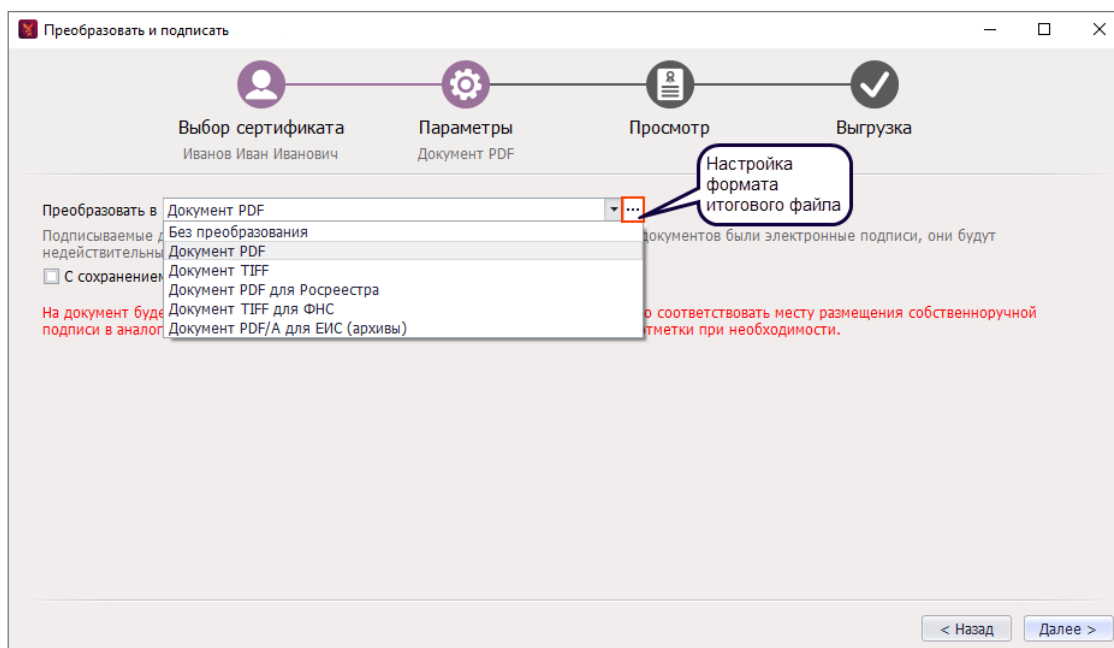 Преобразовать и подписать
Выбор сертификата Параметры Просмотр Выгрузка
Иванов Иван Иванович Документ PDF
Настройка
формата
итогового файла
Преобразовать в Документ PDF ...
Без преобразования
Подписываемые документов были электронные подписи, они будут
Документ PDF
недействительны
Документ TIFF
С сохранением
Документ PDF для Росреестра
Документ TIFF для ФНС
На документ буде соответствовать месту размещения собственноручной
Документ PDF/A для ЕИС (архивы)
подписи в аналог отметки при необходимости.
< Назад Далее >